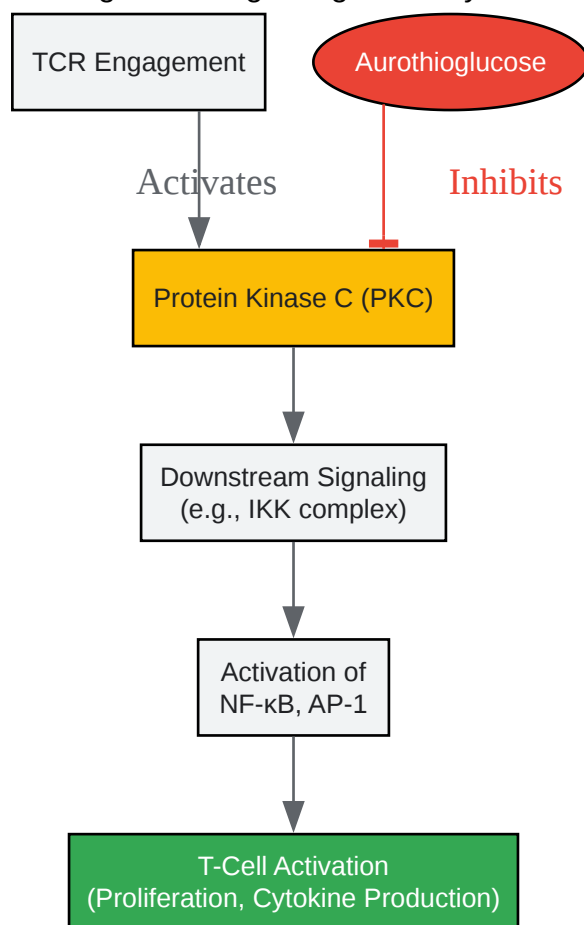 TCR Engagement
Aurothioglucose
Activates
Inhibits
Protein Kinase C (PKC)
Downstream Signaling
(e.g., IKK complex)
Activation of
NF-κB, AP-1
T-Cell Activation
(Proliferation, Cytokine Production)